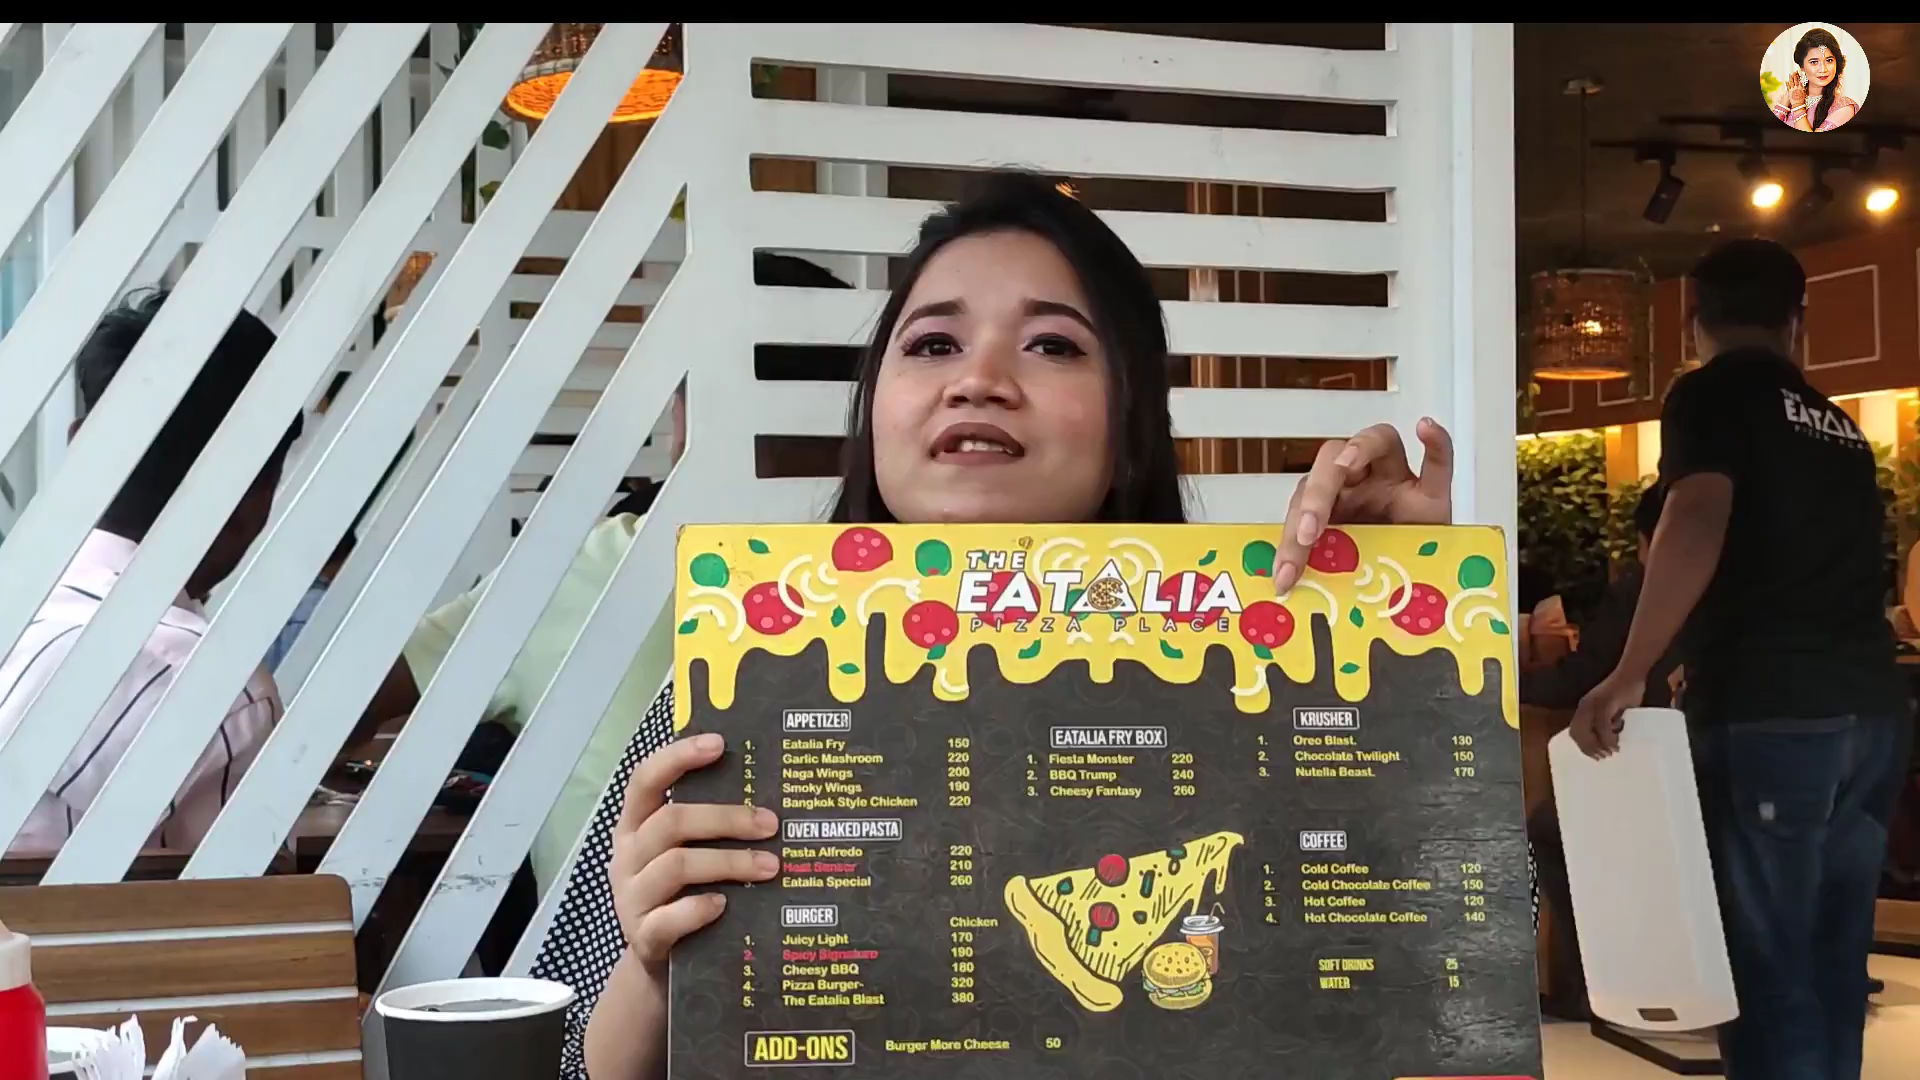 THE
EATALIA
PIZZA PLACE
APPETIZER
1. Eatalia Fry 150
2. Garlic Mashroom 220
3. Naga Wings 200
4. Smoky Wings 190
5. Bangkok Style Chicken 220
OVEN BAKED PASTA
Pasta Alfredo 220
Heat Sensor 210
3. Eatalia Special 260
BURGER
Chicken
1. Juicy Light 170
2. Spicy Signature 190
3. Cheesy BBQ 180
4. Pizza Burger- 320
5. The Eatalia Blast 380
ADD-ONS
Burger More Cheese 50
EATALIA FRY BOX
1. Fiesta Monster 220
2. BBQ Trump 240
3. Cheesy Fantasy 260
KRUSHER
1. Oreo Blast. 130
2. Chocolate Twilight 150
3. Nutella Beast. 170
COFFEE
1. Cold Coffee 120
2. Cold Chocolate Coffee 150
3. Hot Coffee 120
4. Hot Chocolate Coffee 140
SOFT DRINKS 25
WATER 15
THE
EATALI